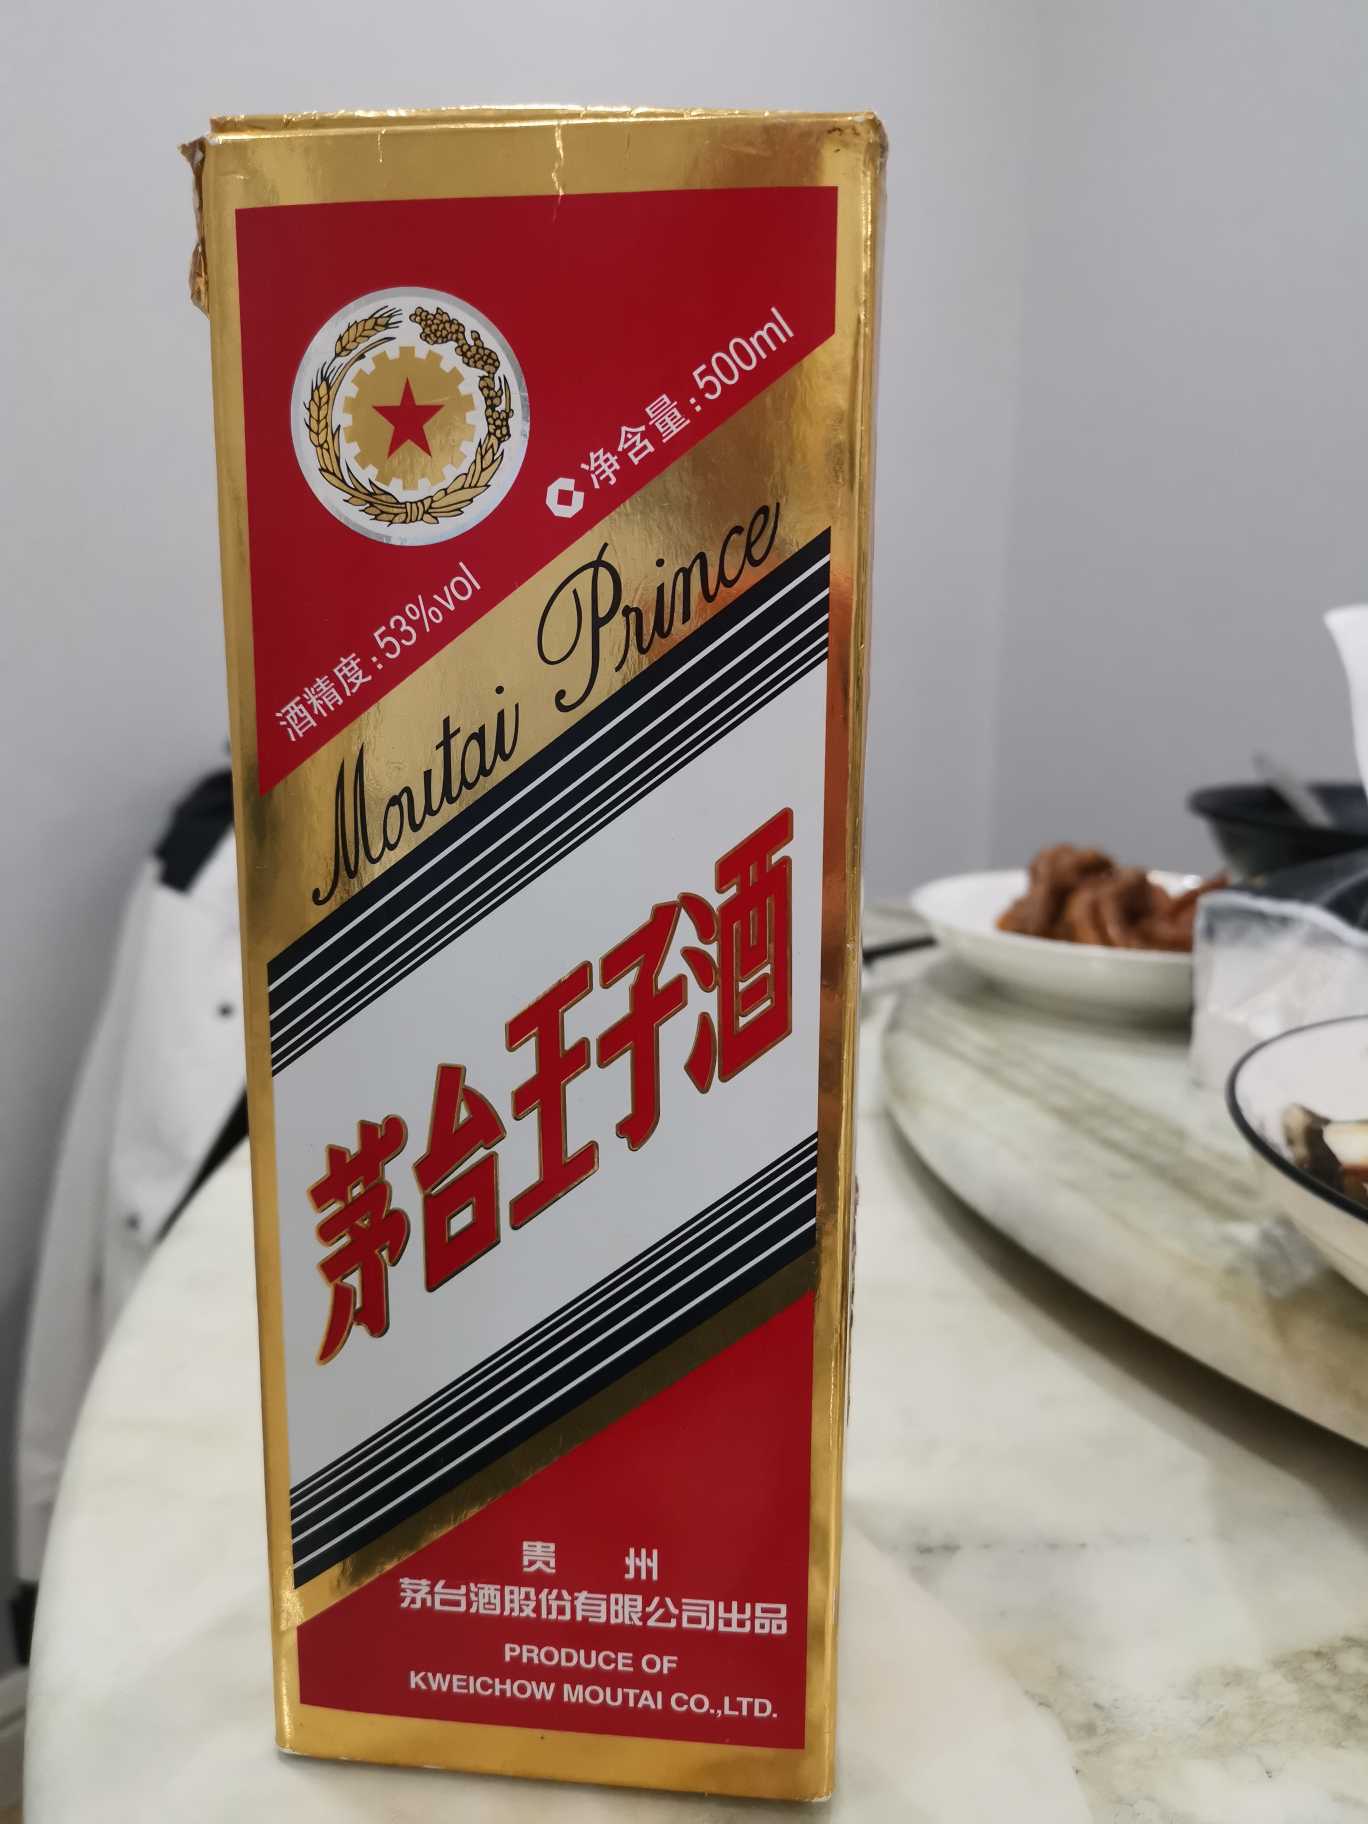 净含量:500ml
酒精度:53%vol
Moutai Prince
茅台王子酒
贵 州
茅台酒股份有限公司出品
PRODUCE OF
KWEICHOW MOUTAI CO.,LTD.